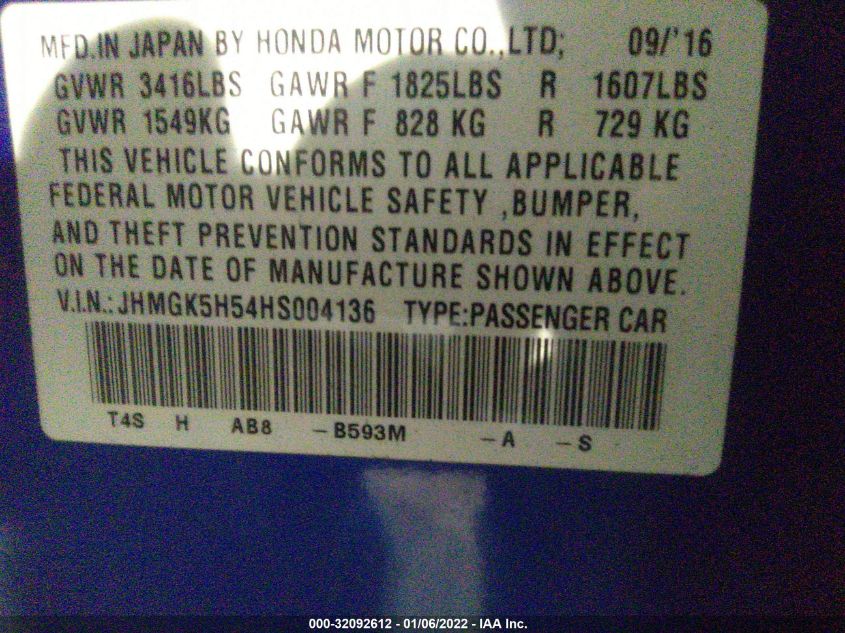 MFD.IN JAPAN BY HONDA MOTOR CO.,LTD; 09/'16
GVWR 3416LBS GAWR F 1825LBS R 1607LBS
GVWR 1549KG GAWR F 828 KG R 729 KG
THIS VEHICLE CONFORMS TO ALL APPLICABLE
FEDERAL MOTOR VEHICLE SAFETY ,BUMPER,
AND THEFT PREVENTION STANDARDS IN EFFECT
ON THE DATE OF MANUFACTURE SHOWN ABOVE.
V.I.N.: JHMGK5H54HS004136 TYPE:PASSENGER CAR
T4S H AB8 -B593M -A -S
000-32092612 - 01/06/2022 - IAA Inc.